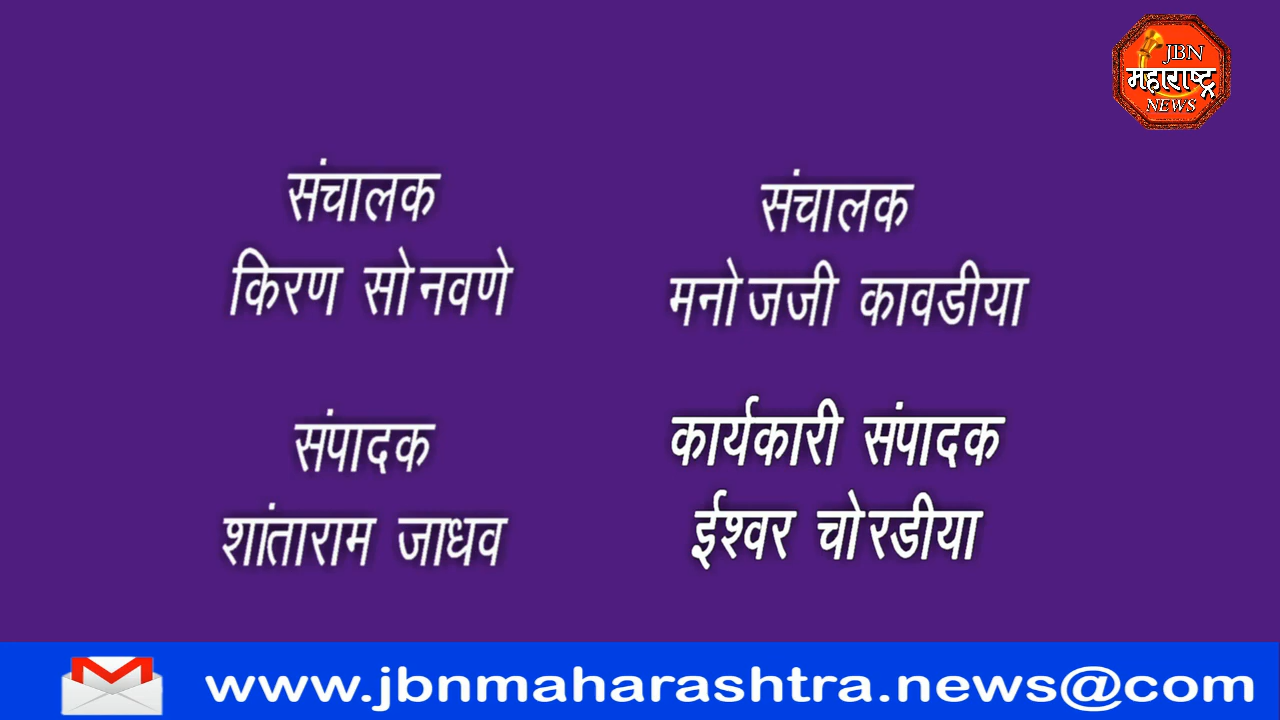 JBN
महाराष्ट्र
NEWS
संचालक
किरण सोनवणे
संचालक
मनोजजी कावडीया
संपादक
शांताराम जाधव
कार्यकारी संपादक
ईश्वर चोरडीया
www.jbnmaharashtra.news@com